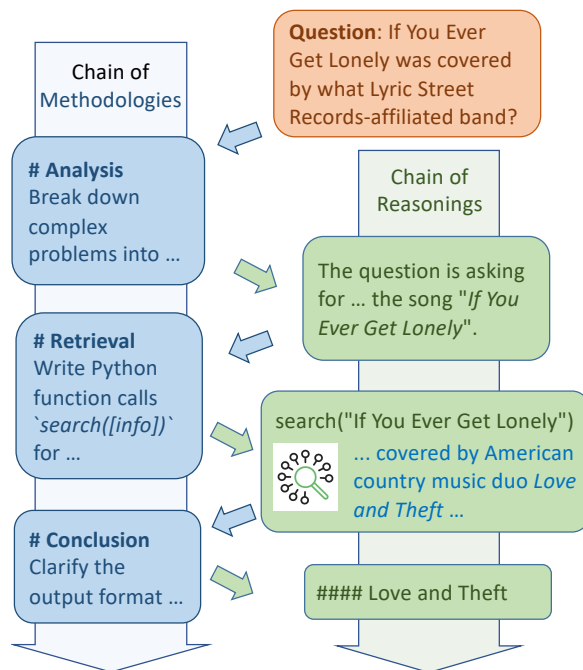 Question: If You Ever
Get Lonely was covered
by what Lyric Street
Records-affiliated band?
Chain of
Methodologies
# Analysis
Break down
complex
problems into …
Chain of
Reasonings
The question is asking
for … the song "If You
Ever Get Lonely".
# Retrieval
Write Python
function calls
`search([info])`
for …
search("If You Ever Get Lonely")
... covered by American
country music duo Love
and Theft …
# Conclusion
Clarify the
output format …
#### Love and Theft